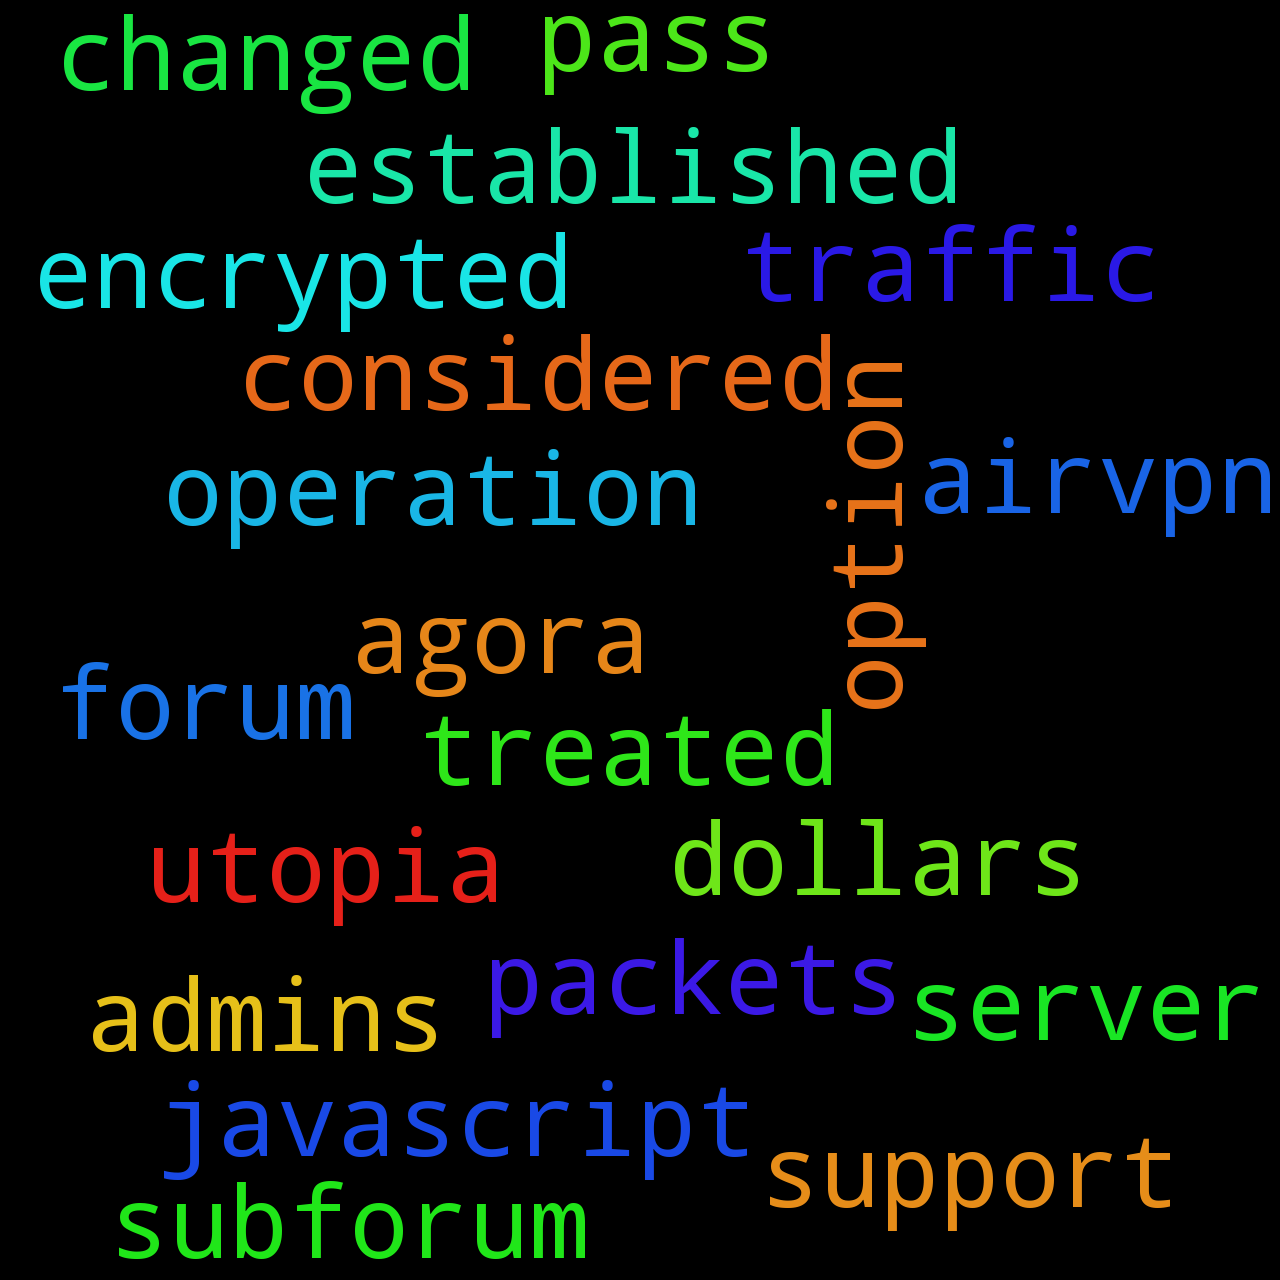 changed pass
established
encrypted traffic
considered
option
operation
airvpn
agora
forum
treated
utopia dollars
packets
admins server
javascript
support
subforum